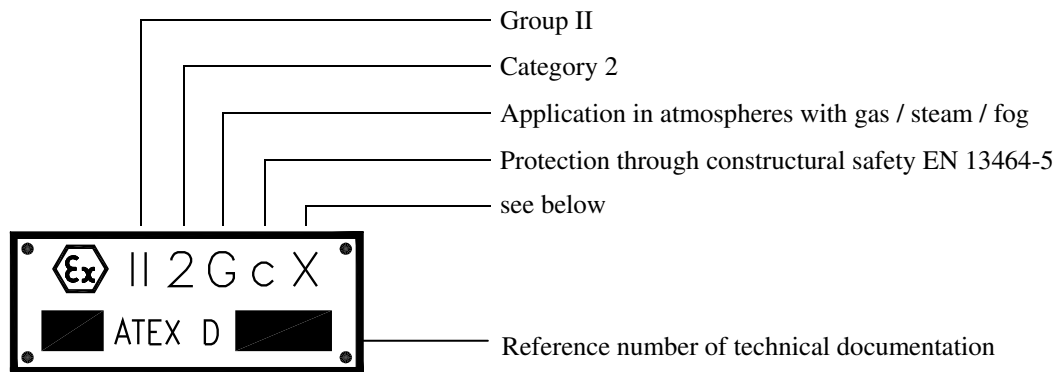 Group II
Category 2
Application in atmospheres with gas / steam / fog
Protection through constructural safety EN 13464-5
see below
Ex II 2 G c X
ATEX D
Reference number of technical documentation